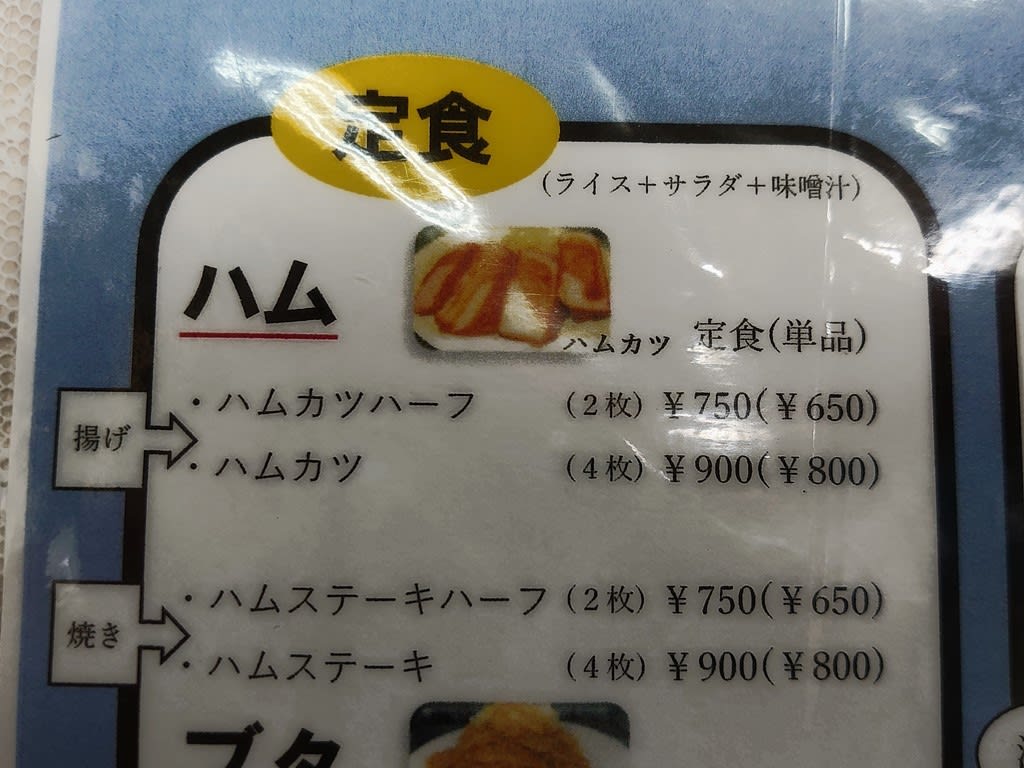 定食
(ライス＋サラダ＋味噌汁)
ハム
ハムカツ 定食(単品)
揚げ
・ハムカツハーフ (2枚) ¥750(¥650)
・ハムカツ (4枚) ¥900(¥800)
焼き
・ハムステーキハーフ (2枚) ¥750(¥650)
・ハムステーキ (4枚) ¥900(¥800)
ブタ